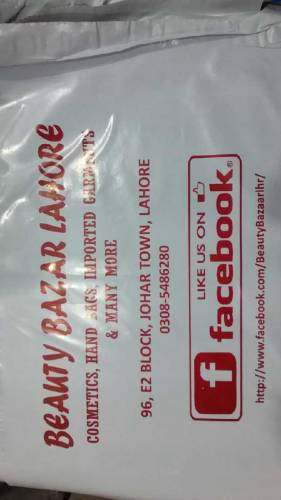 BEAUTY BAZAR LAHORE
COSMETICS, HAND BAGS, IMPORTED GARMENTS
& MANY MORE
96, E2 BLOCK, JOHAR TOWN, LAHORE
0308-5486280
LIKE US ON
f facebook®
http://www.facebook.com/BeautyBazaarlhr/